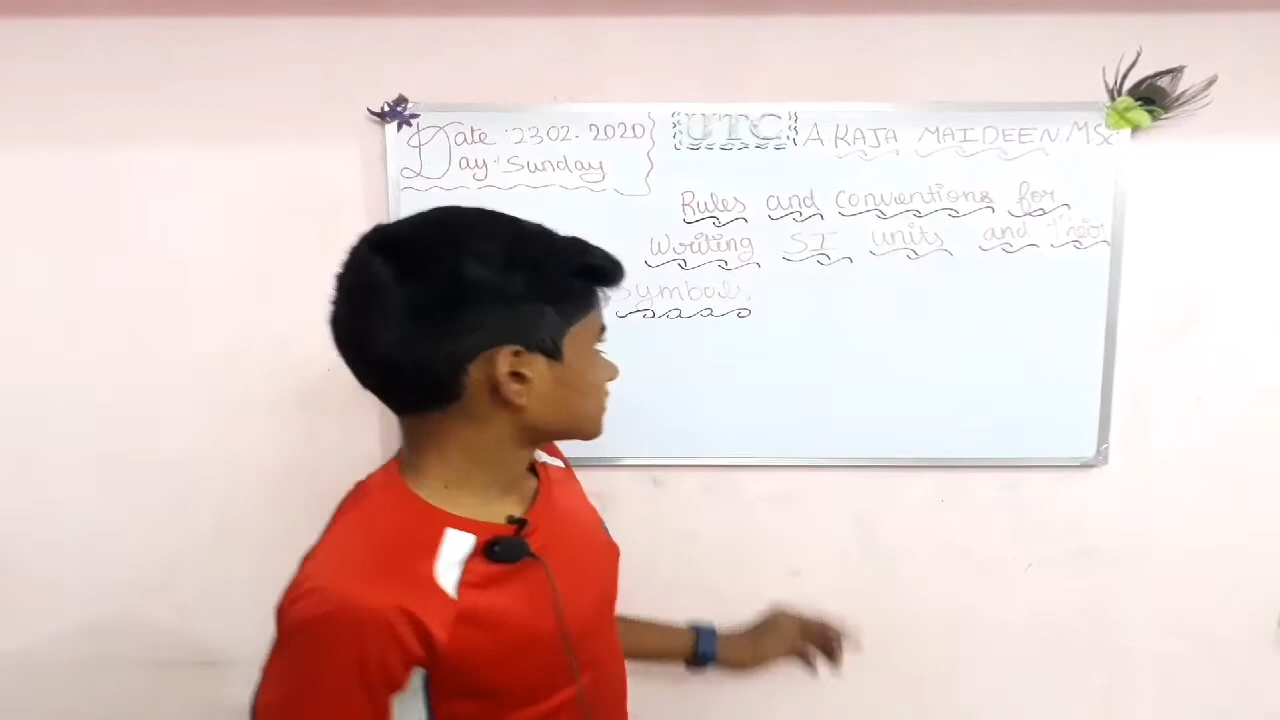 Date : 23 02 . 2020
Day : Sunday
UTC
A KAJA MAIDEEN MSc
Rules and conventions for
Writing SI units and their
Symbols